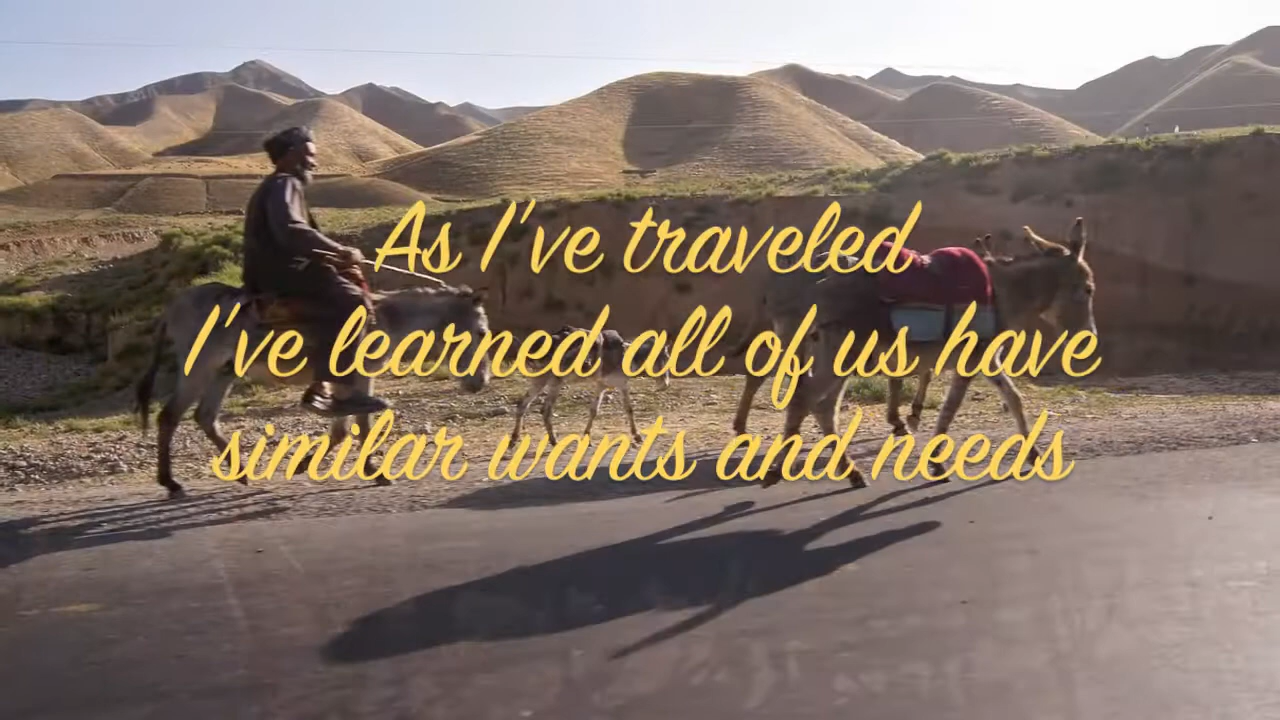 As I've traveled
I've learned all of us have
similar wants and needs